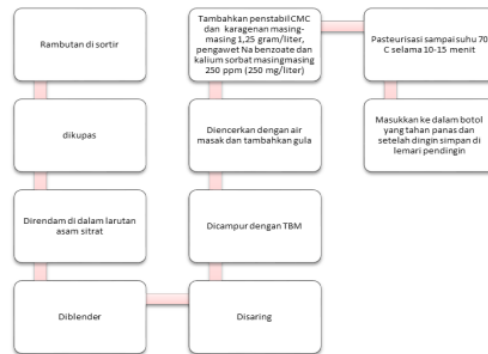 Rambutan di sortir
dikupas
Direndam di dalam larutan
asam sitrat
Diblender
Disaring
Dicampur dengan TBM
Diencerkan dengan air
masak dan tambahkan gula
Tambahkan penstabil CMC
dan karagenan masing-
masing 1,25 gram/liter,
pengawet Na benzoate dan
kalium sorbat masingmasing
250 ppm (250 mg/liter)
Pasteurisasi sampai suhu 70
C selama 10-15 menit
Masukkan ke dalam botol
yang tahan panas dan
setelah dingin simpan di
lemari pendingin